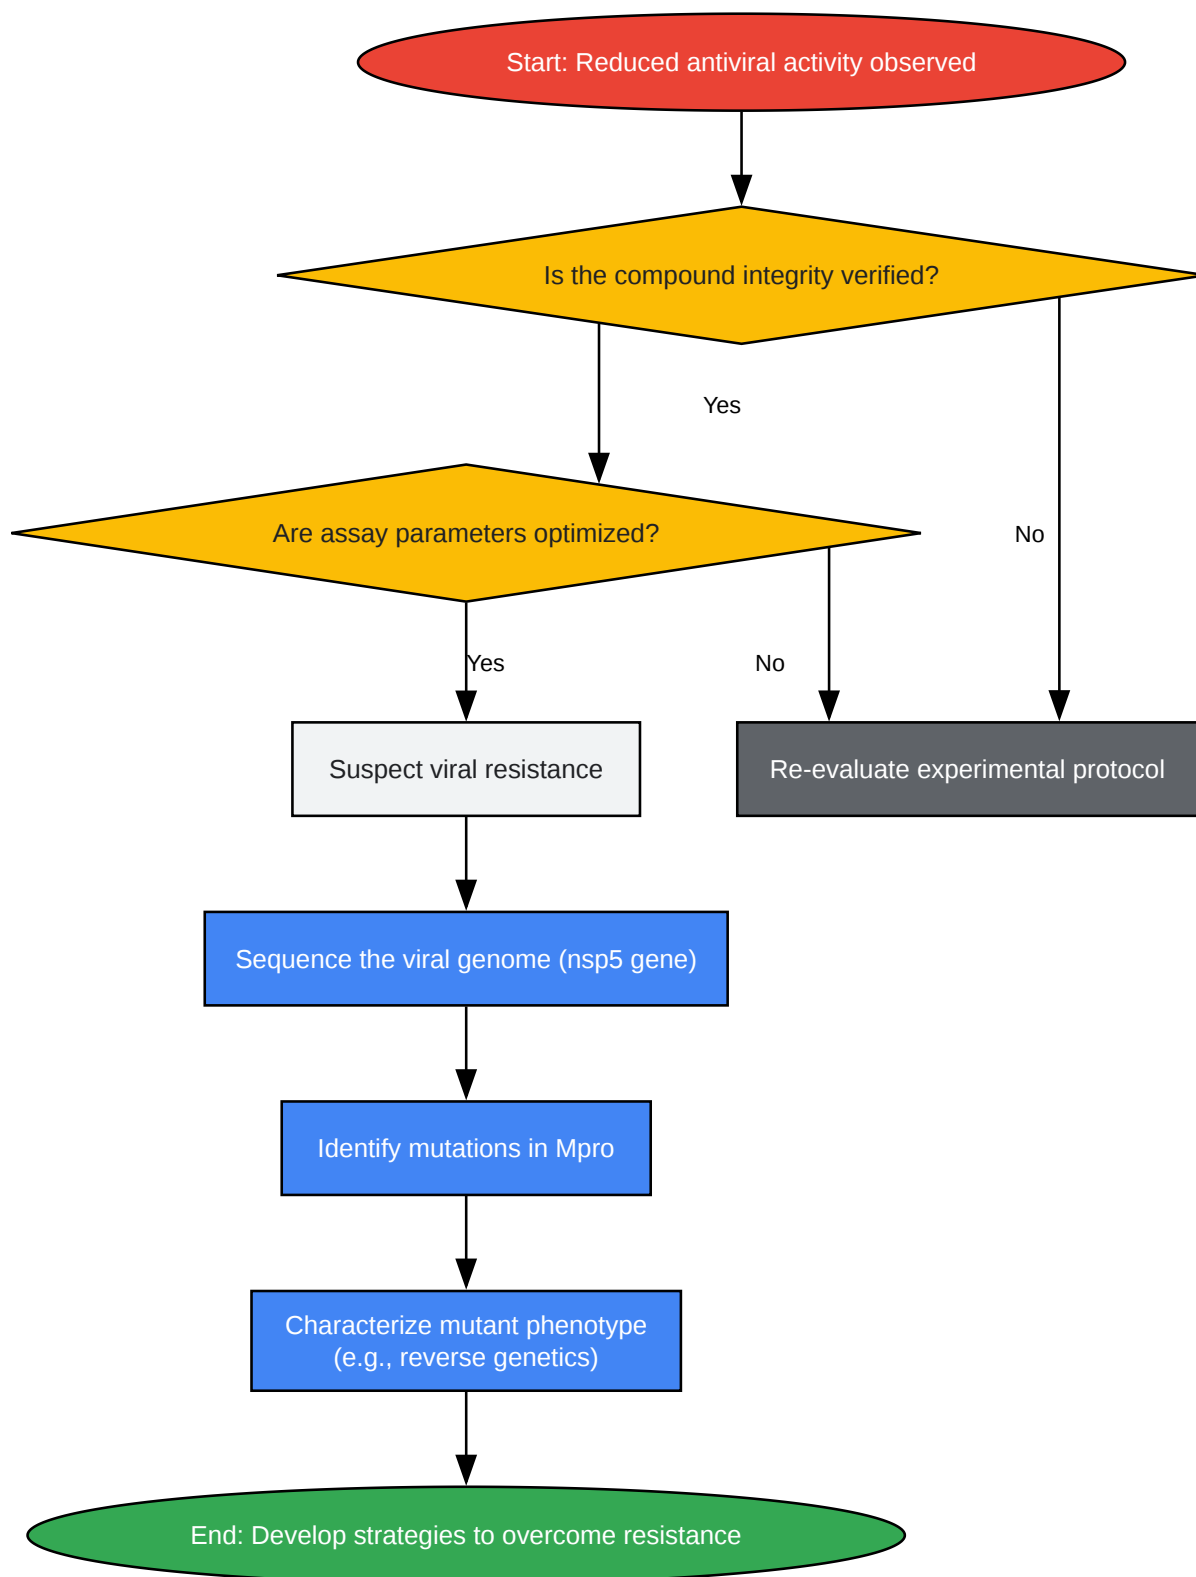 Start: Reduced antiviral activity observed
Is the compound integrity verified?
Yes
Are assay parameters optimized?
No
Yes
No
Suspect viral resistance
Re-evaluate experimental protocol
Sequence the viral genome (nsp5 gene)
Identify mutations in Mpro
Characterize mutant phenotype
(e.g., reverse genetics)
End: Develop strategies to overcome resistance